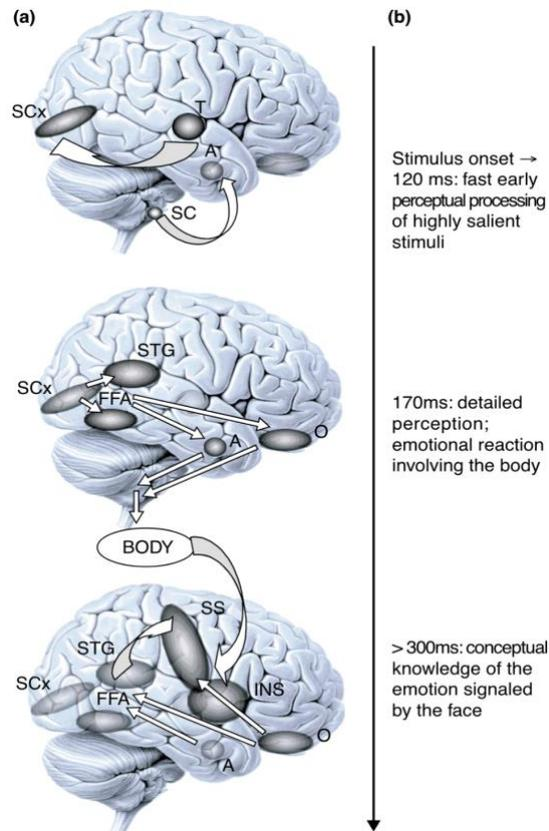 (a)
(b)
SCx
T
A
SC
Stimulus onset →
120 ms: fast early
perceptual processing
of highly salient
stimuli
STG
SCx
FFA
A
O
170ms: detailed
perception;
emotional reaction
involving the body
BODY
SS
STG
SCx
FFA
INS
O
A
> 300ms: conceptual
knowledge of the
emotion signaled
by the face